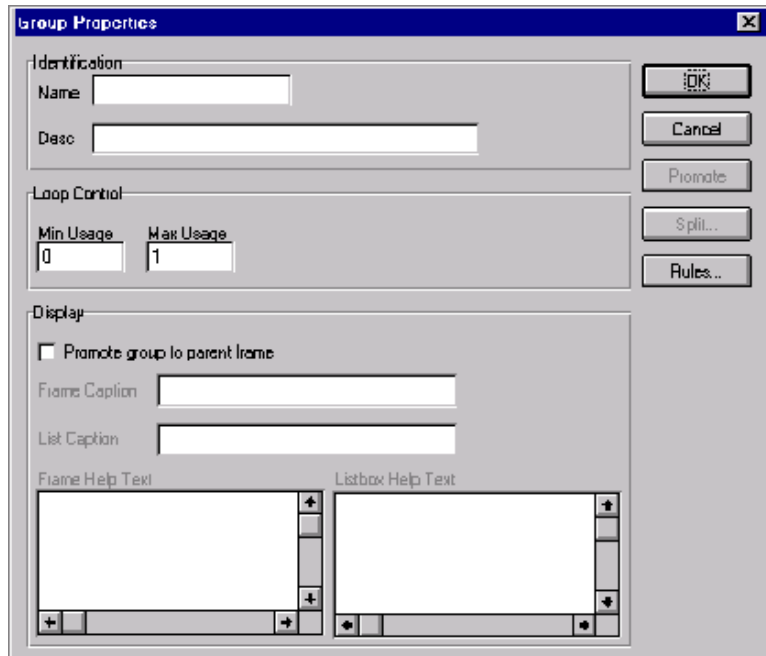 Group Properties
Identification
Name
Desc
Loop Control
Min Usage Max Usage
0 1
Display
Promote group to parent frame
Frame Caption
List Caption
Frame Help Text Listbox Help Text
OK
Cancel
Promote
Split...
Rules...